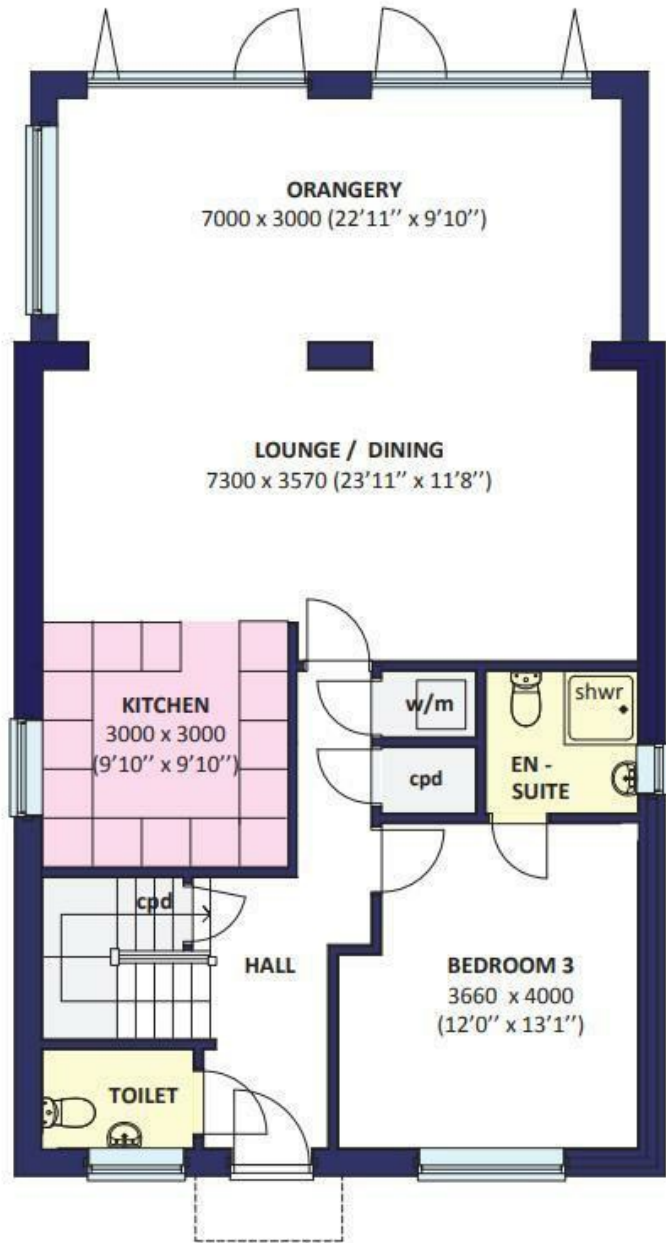 ORANGERY
7000 x 3000 (22’11’’ x 9’10’’)
LOUNGE / DINING
7300 x 3570 (23’11’’ x 11’8’’)
KITCHEN
3000 x 3000
(9’10’’ x 9’10’’)
w/m
shwr
cpd
EN -
SUITE
cpd
HALL
BEDROOM 3
3660 x 4000
(12’0’’ x 13’1’’)
TOILET